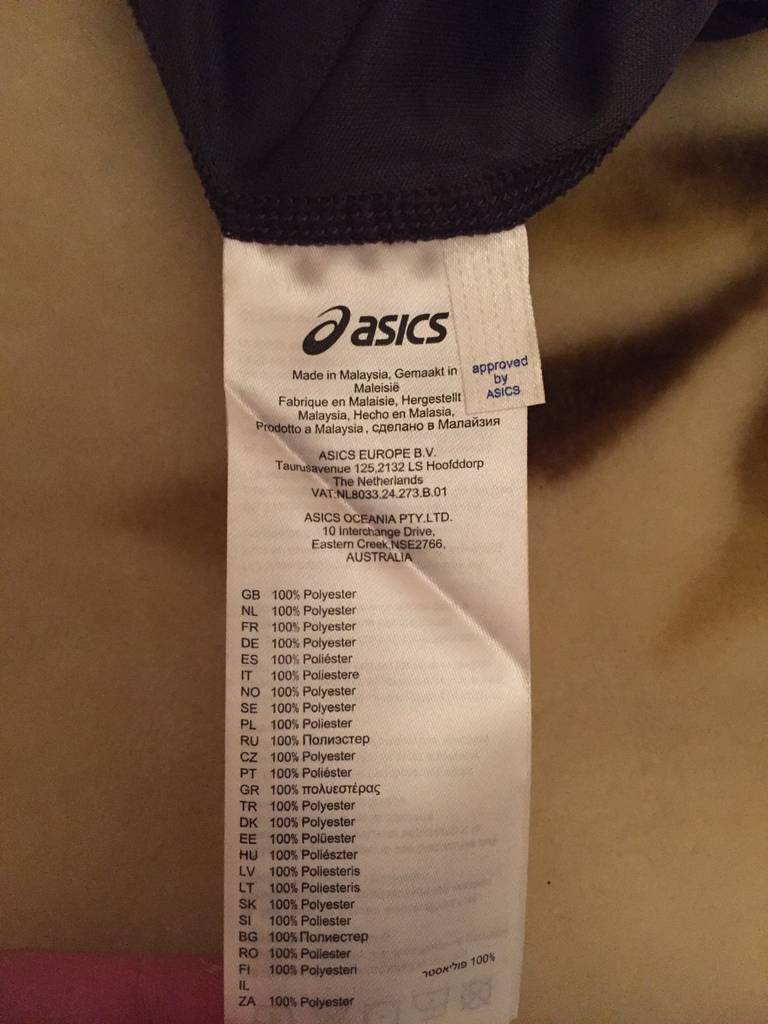 asics
approved
by
ASICS
Made in Malaysia, Gemaakt in
Maleisië
Fabrique en Malaisie, Hergestellt
Malaysia, Hecho en Malasia,
Prodotto a Malaysia, сделано в Малайзия
ASICS EUROPE B.V.
Taurusavenue 125,2132 LS Hoofddorp
The Netherlands
VAT:NL8033.24.273.B.01
ASICS OCEANIA PTY.LTD.
10 Interchange Drive,
Eastern Creek,NSE2766,
AUSTRALIA
GB 100% Polyester
NL 100% Polyester
FR 100% Polyester
DE 100% Polyester
ES 100% Poliéster
IT 100% Poliestere
NO 100% Polyester
SE 100% Polyester
PL 100% Poliester
RU 100% Полиэстер
CZ 100% Polyester
PT 100% Poliéster
GR 100% πολυεστέρας
TR 100% Polyester
DK 100% Polyester
EE 100% Polüester
HU 100% Poliészter
LV 100% Poliesteris
LT 100% Poliesteris
SK 100% Polyester
SI 100% Poliester
BG 100% Полиестер
RO 100% Poliester
FI 100% Polyesteri
IL 100% פוליאסטר
ZA 100% Polyester